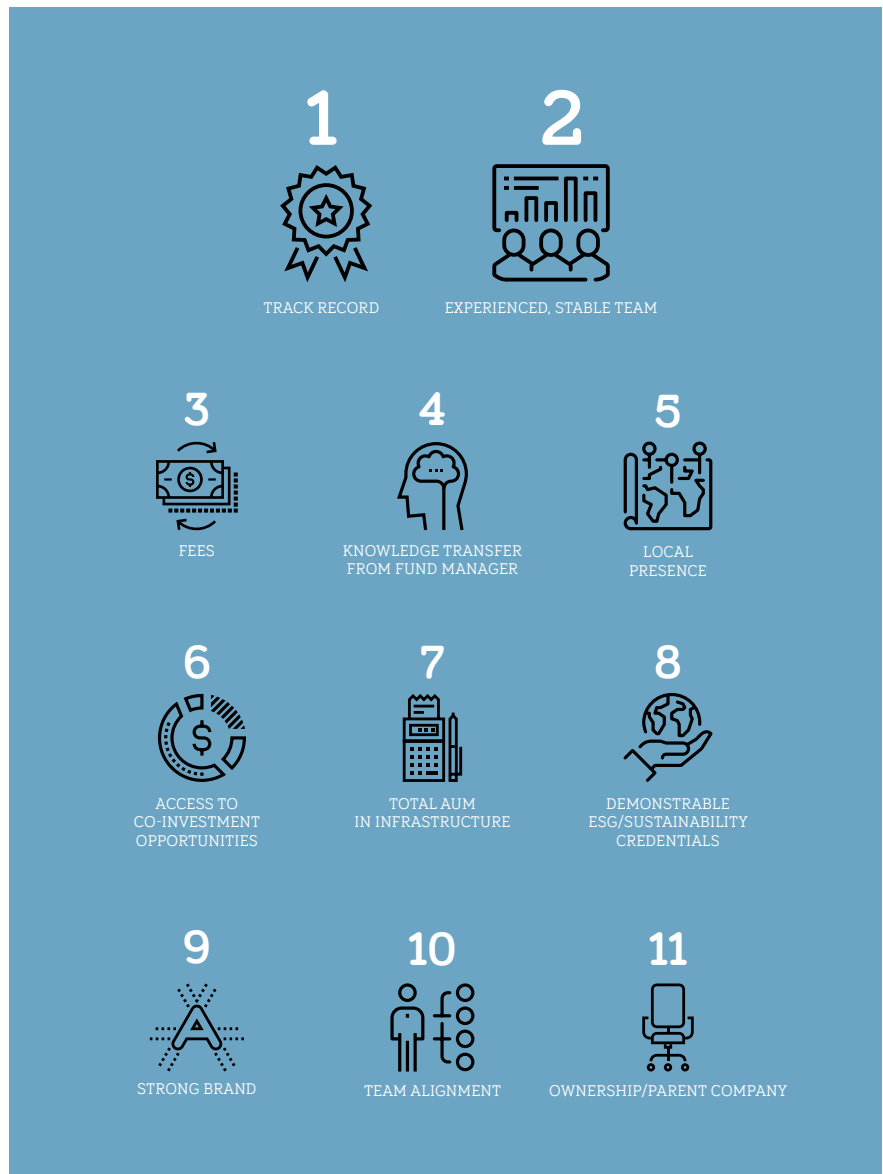 1
2
TRACK RECORD
EXPERIENCED, STABLE TEAM
3
4
5
FEES
KNOWLEDGE TRANSFER
FROM FUND MANAGER
LOCAL
PRESENCE
6
7
8
ACCESS TO
CO-INVESTMENT
OPPORTUNITIES
TOTAL AUM
IN INFRASTRUCTURE
DEMONSTRABLE
ESG/SUSTAINABILITY
CREDENTIALS
9
10
11
STRONG BRAND
TEAM ALIGNMENT
OWNERSHIP/PARENT COMPANY